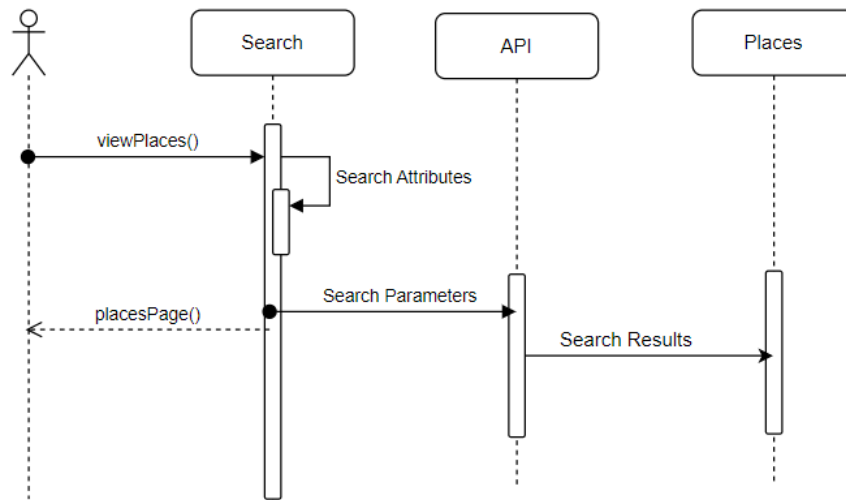 Search
API
Places
viewPlaces()
Search Attributes
Search Parameters
placesPage()
Search Results